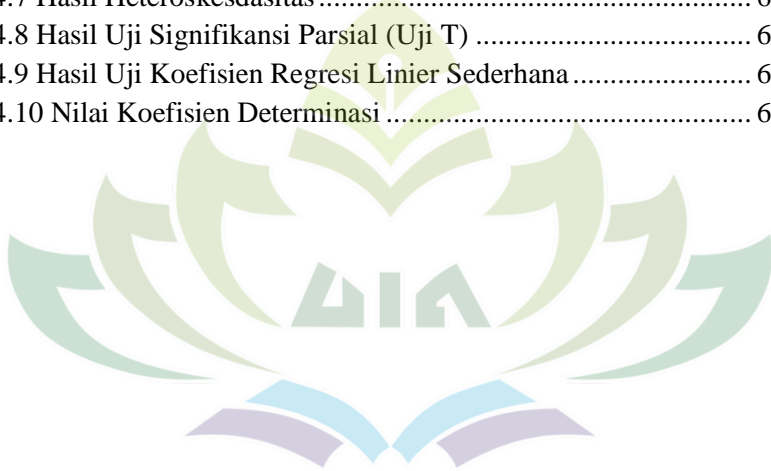 4.7 Hasil Heteroskesdasitas............................................................ 6
4.8 Hasil Uji Signifikansi Parsial (Uji T) ...................................... 6
4.9 Hasil Uji Koefisien Regresi Linier Sederhana......................... 6
4.10 Nilai Koefisien Determinasi .................................................. 6
UIN